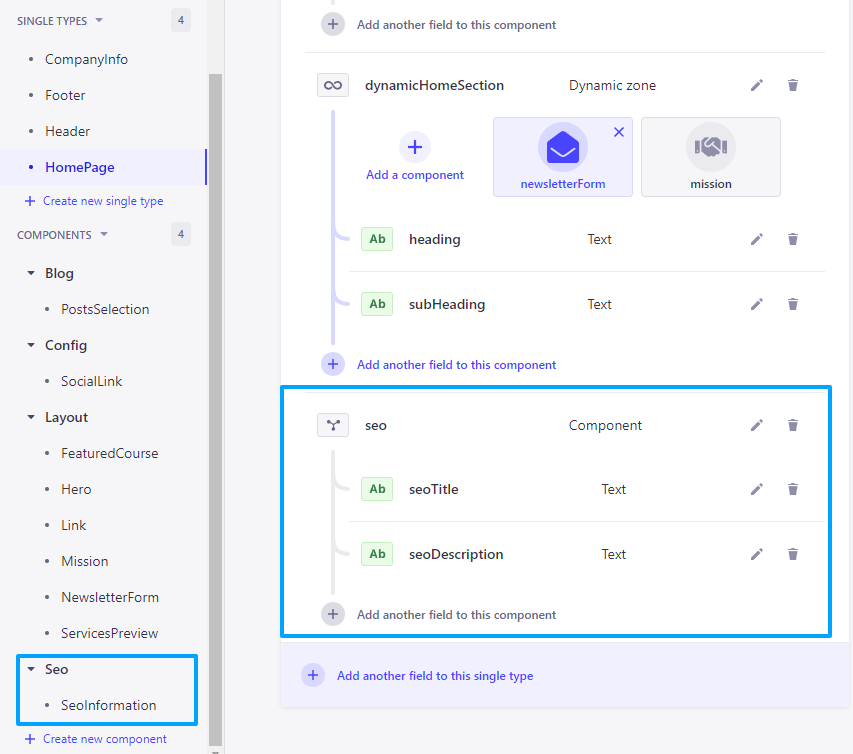 SINGLE TYPES 4
CompanyInfo
Footer
Header
HomePage
Create new single type
COMPONENTS 4
Blog
PostsSelection
Config
SocialLink
Layout
FeaturedCourse
Hero
Link
Mission
NewsletterForm
ServicesPreview
Seo
SeoInformation
Create new component
Add another field to this component
dynamicHomeSection Dynamic zone
Add a component newsletterForm mission
Ab heading Text
Ab subHeading Text
Add another field to this component
seo Component
Ab seoTitle Text
Ab seoDescription Text
Add another field to this component
Add another field to this single type